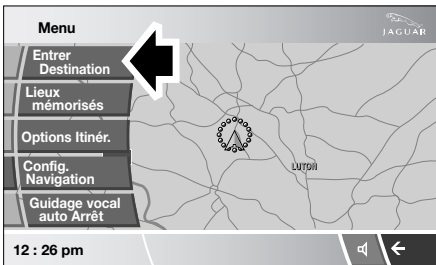 Menu
JAGUAR
Entrer
Destination
Lieux
mémorisés
Options Itinér.
Config.
Navigation
LUTON
Guidage vocal
auto Arrêt
12 : 26 pm